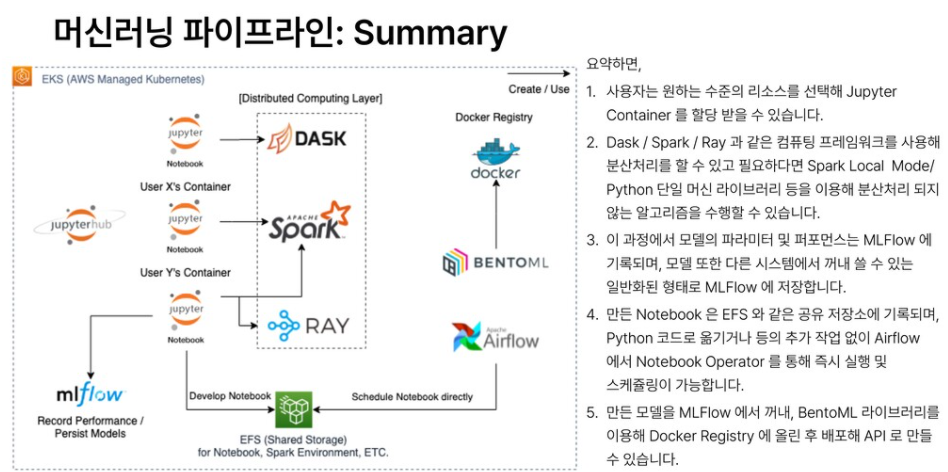 머신러닝 파이프라인: Summary
EKS (AWS Managed Kubernetes)
Create / Use
[Distributed Computing Layer]
Docker Registry
jupyter
Notebook
DASK
docker
User X's Container
jupyterhub
jupyter
Notebook
APACHE
Spark
BENTOML
User Y's Container
jupyter
Notebook
RAY
Apache
Airflow
mlflow
Record Performance /
Persist Models
Develop Notebook
Schedule Notebook directly
EFS (Shared Storage)
for Notebook, Spark Environment, ETC.
요약하면,
1. 사용자는 원하는 수준의 리소스를 선택해 Jupyter
Container 를 할당 받을 수 있습니다.
2. Dask / Spark / Ray 과 같은 컴퓨팅 프레임워크를 사용해
분산처리를 할 수 있고 필요하다면 Spark Local Mode/
Python 단일 머신 라이브러리 등을 이용해 분산처리 되지
않는 알고리즘을 수행할 수 있습니다.
3. 이 과정에서 모델의 파라미터 및 퍼포먼스는 MLFlow 에
기록되며, 모델 또한 다른 시스템에서 꺼내 쓸 수 있는
일반화된 형태로 MLFlow 에 저장합니다.
4. 만든 Notebook 은 EFS 와 같은 공유 저장소에 기록되며,
Python 코드로 옮기거나 등의 추가 작업 없이 Airflow
에서 Notebook Operator 를 통해 즉시 실행 및
스케쥴링이 가능합니다.
5. 만든 모델을 MLFlow 에서 꺼내, BentoML 라이브러리를
이용해 Docker Registry 에 올린 후 배포해 API 로 만들
수 있습니다.